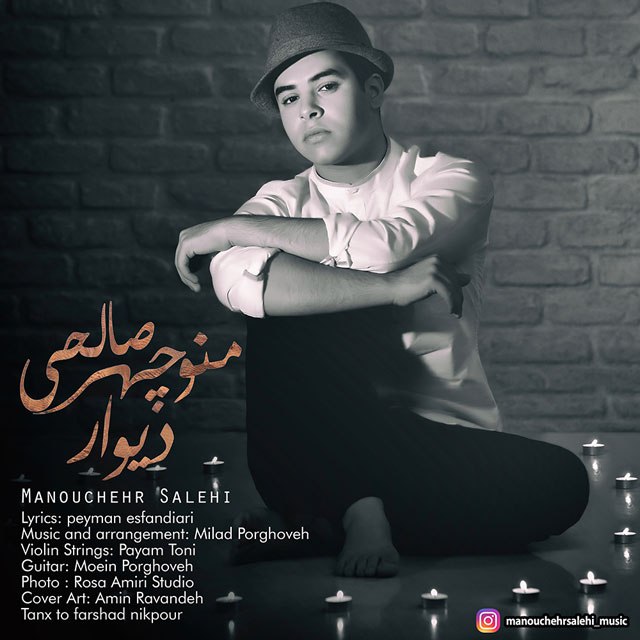 منوچهر صالحی
دیوار
MANOUCHEHR SALEHI
Lyrics: peyman esfandiari
Music and arrangement: Milad Porghoveh
Violin Strings: Payam Toni
Guitar: Moein Porghoveh
Photo : Rosa Amiri Studio
Cover Art: Amin Ravandeh
Tanx to farshad nikpour
manouchehrsalehi_music